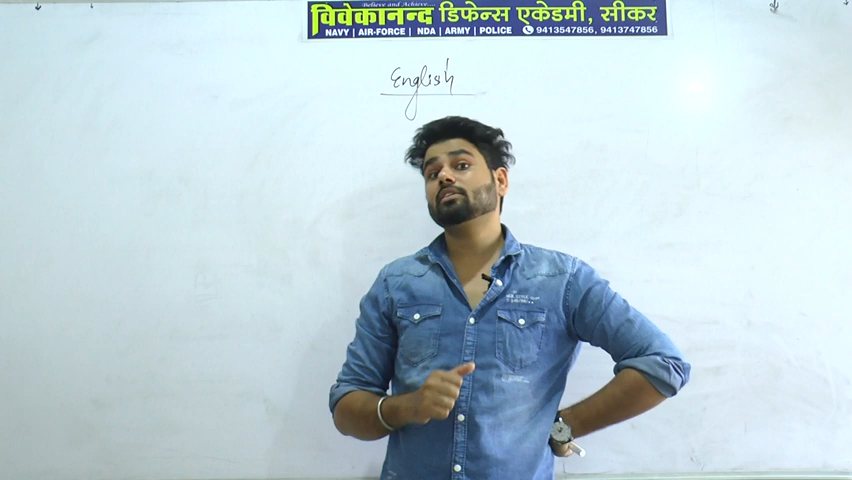 Believe and Achieve...
विवेकानन्द डिफेन्स एकेडमी, सीकर
NAVY | AIR-FORCE | NDA | ARMY | POLICE 9413547856, 9413747856
English